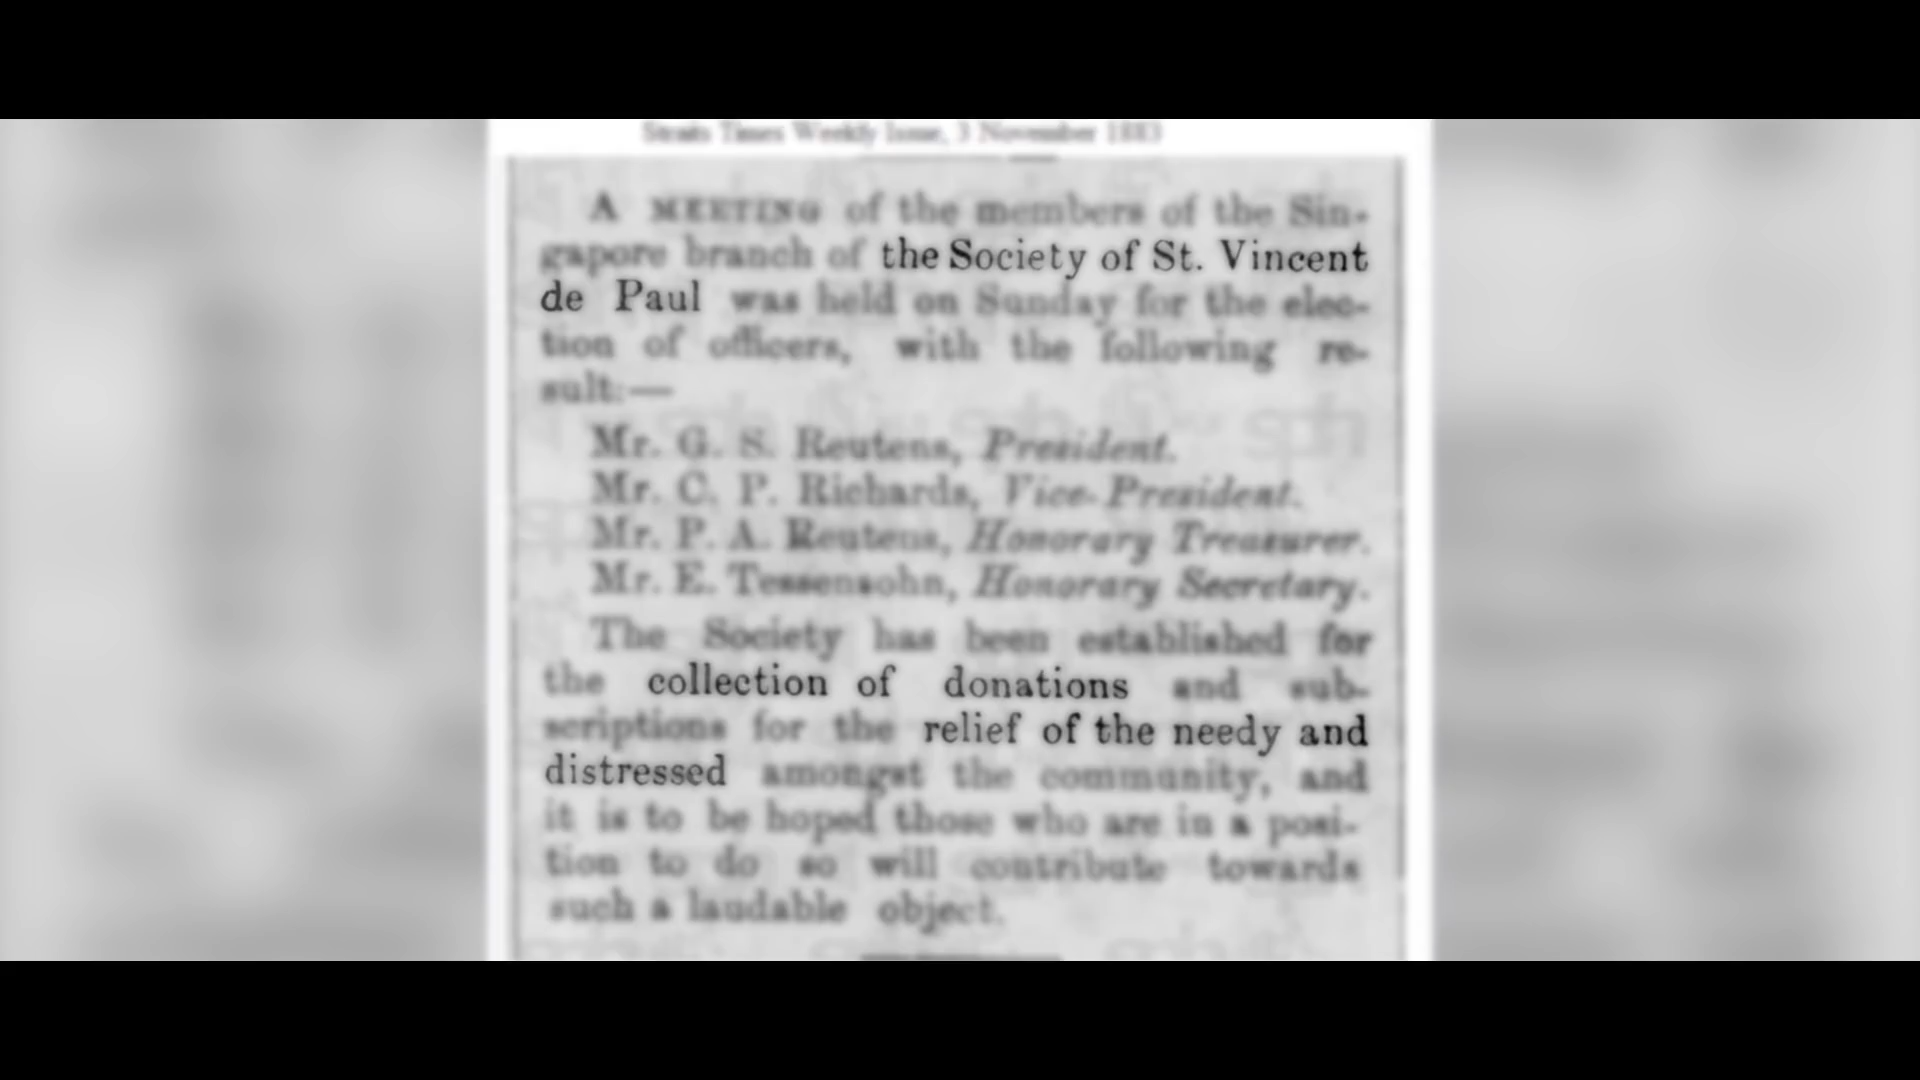 Straits Times Weekly Issue, 3 November 1883
A MEETING of the members of the Sin-
gapore branch of the Society of St. Vincent
de Paul was held on Sunday for the elec-
tion of officers, with the following re-
sult:—
Mr. G. S. Reutens, President.
Mr. C. P. Richards, Vice-President.
Mr. P. A. Reutens, Honorary Treasurer.
Mr. E. Tessensohn, Honorary Secretary.
The Society has been established for
the collection of donations and sub-
scriptions for the relief of the needy and
distressed amongst the community, and
it is to be hoped those who are in a posi-
tion to do so will contribute towards
such a laudable object.